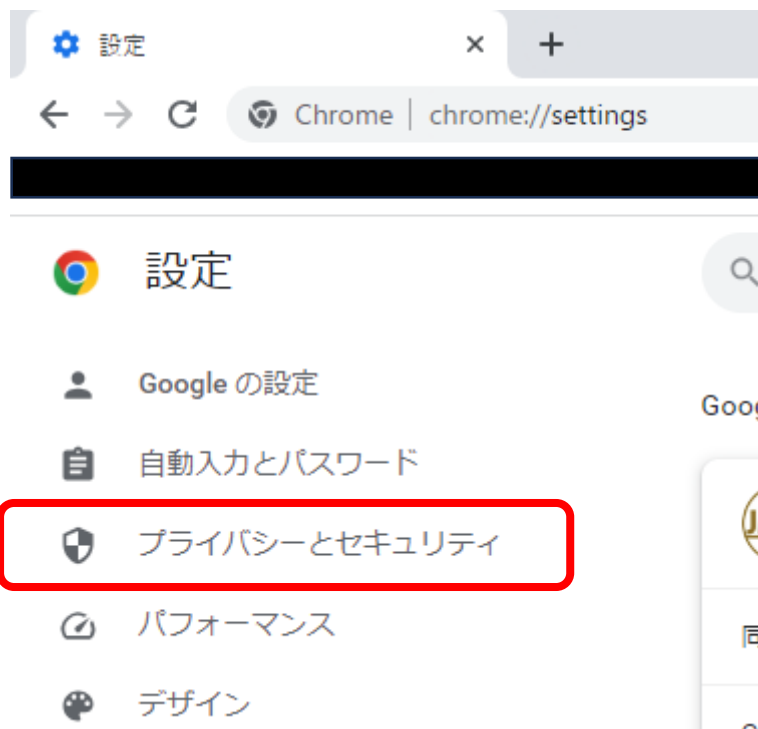 設定
Chrome
chrome://settings
設定
Google の設定
自動入力とパスワード
プライバシーとセキュリティ
パフォーマンス
デザイン